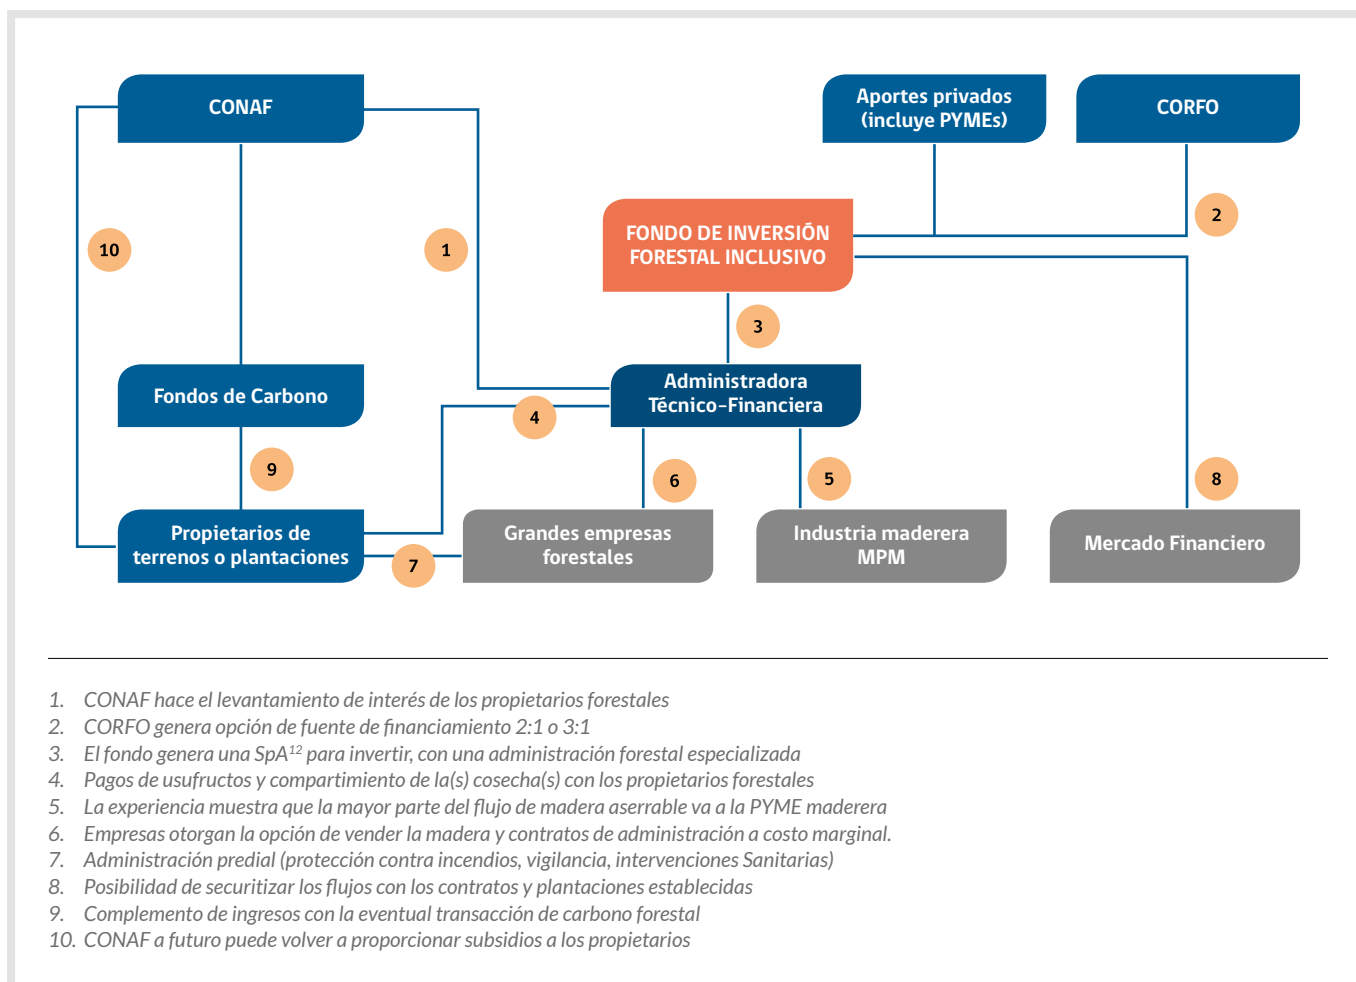 CONAF
Aportes privados
(incluye PYMEs)
CORFO
2
FONDO DE INVERSIÓN
FORESTAL INCLUSIVO
10
1
3
Fondos de Carbono
Administradora
Técnico-Financiera
4
9
6
5
8
Propietarios de
terrenos o plantaciones
7
Grandes empresas
forestales
Industria maderera
MPM
Mercado Financiero
1. CONAF hace el levantamiento de interés de los propietarios forestales
2. CORFO genera opción de fuente de financiamiento 2:1 o 3:1
3. El fondo genera una SpA¹² para invertir, con una administración forestal especializada
4. Pagos de usufructos y compartimiento de la(s) cosecha(s) con los propietarios forestales
5. La experiencia muestra que la mayor parte del flujo de madera aserrable va a la PYME maderera
6. Empresas otorgan la opción de vender la madera y contratos de administración a costo marginal.
7. Administración predial (protección contra incendios, vigilancia, intervenciones Sanitarias)
8. Posibilidad de securitizar los flujos con los contratos y plantaciones establecidas
9. Complemento de ingresos con la eventual transacción de carbono forestal
10. CONAF a futuro puede volver a proporcionar subsidios a los propietarios